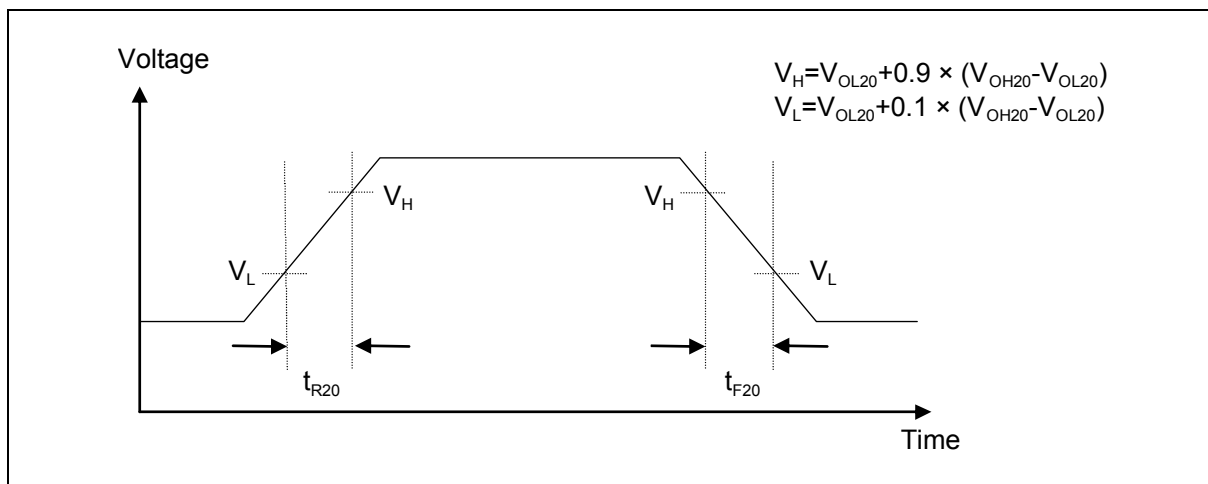 Voltage
V_H=V_OL20+0.9 × (V_OH20-V_OL20)
V_L=V_OL20+0.1 × (V_OH20-V_OL20)
V_H
V_H
V_L
V_L
t_R20
t_F20
Time